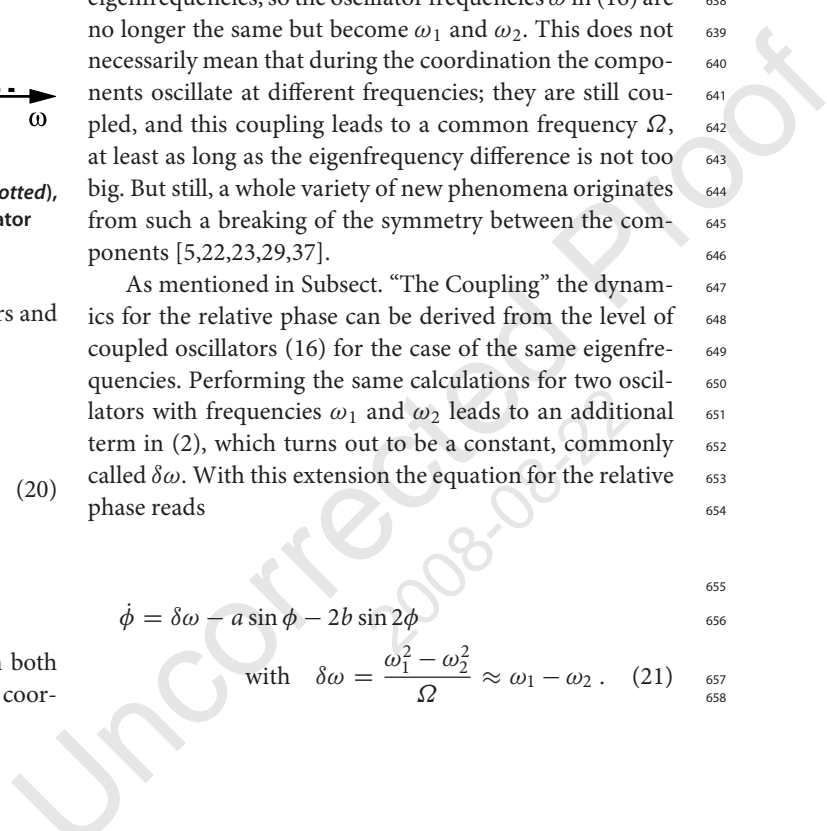 ω
otted),
ator
rs and
(20)
n both
coor-
eigenfrequencies, so the oscillator frequencies ω in (16) are
no longer the same but become ω₁ and ω₂. This does not
necessarily mean that during the coordination the compo-
nents oscillate at different frequencies; they are still cou-
pled, and this coupling leads to a common frequency Ω,
at least as long as the eigenfrequency difference is not too
big. But still, a whole variety of new phenomena originates
from such a breaking of the symmetry between the com-
ponents [5,22,23,29,37].
As mentioned in Subsect. “The Coupling” the dynam-
ics for the relative phase can be derived from the level of
coupled oscillators (16) for the case of the same eigenfre-
quencies. Performing the same calculations for two oscil-
lators with frequencies ω₁ and ω₂ leads to an additional
term in (2), which turns out to be a constant, commonly
called δω. With this extension the equation for the relative
phase reads
φ̇ = δω − a sin φ − 2b sin 2φ
with δω = (ω₁² − ω₂²)/Ω ≈ ω₁ − ω₂ . (21)
638
639
640
641
642
643
644
645
646
647
648
649
650
651
652
653
654
655
656
657
658
Uncorrected Proof
2008-08-22